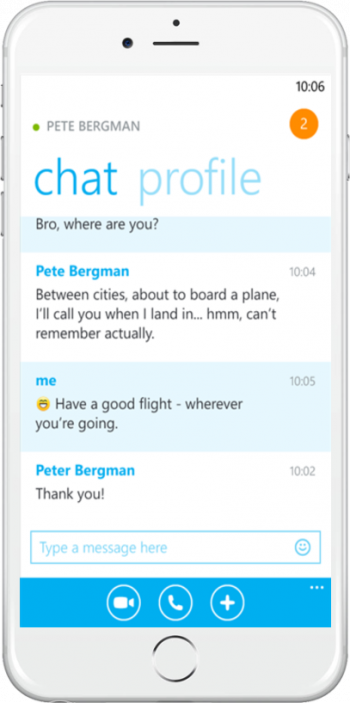 10:06
PETE BERGMAN
2
chat profile
Bro, where are you?
Pete Bergman 10:04
Between cities, about to board a plane,
I'll call you when I land in... hmm, can't
remember actually.
me 10:05
Have a good flight - wherever
you're going.
Peter Bergman 10:02
Thank you!
Type a message here